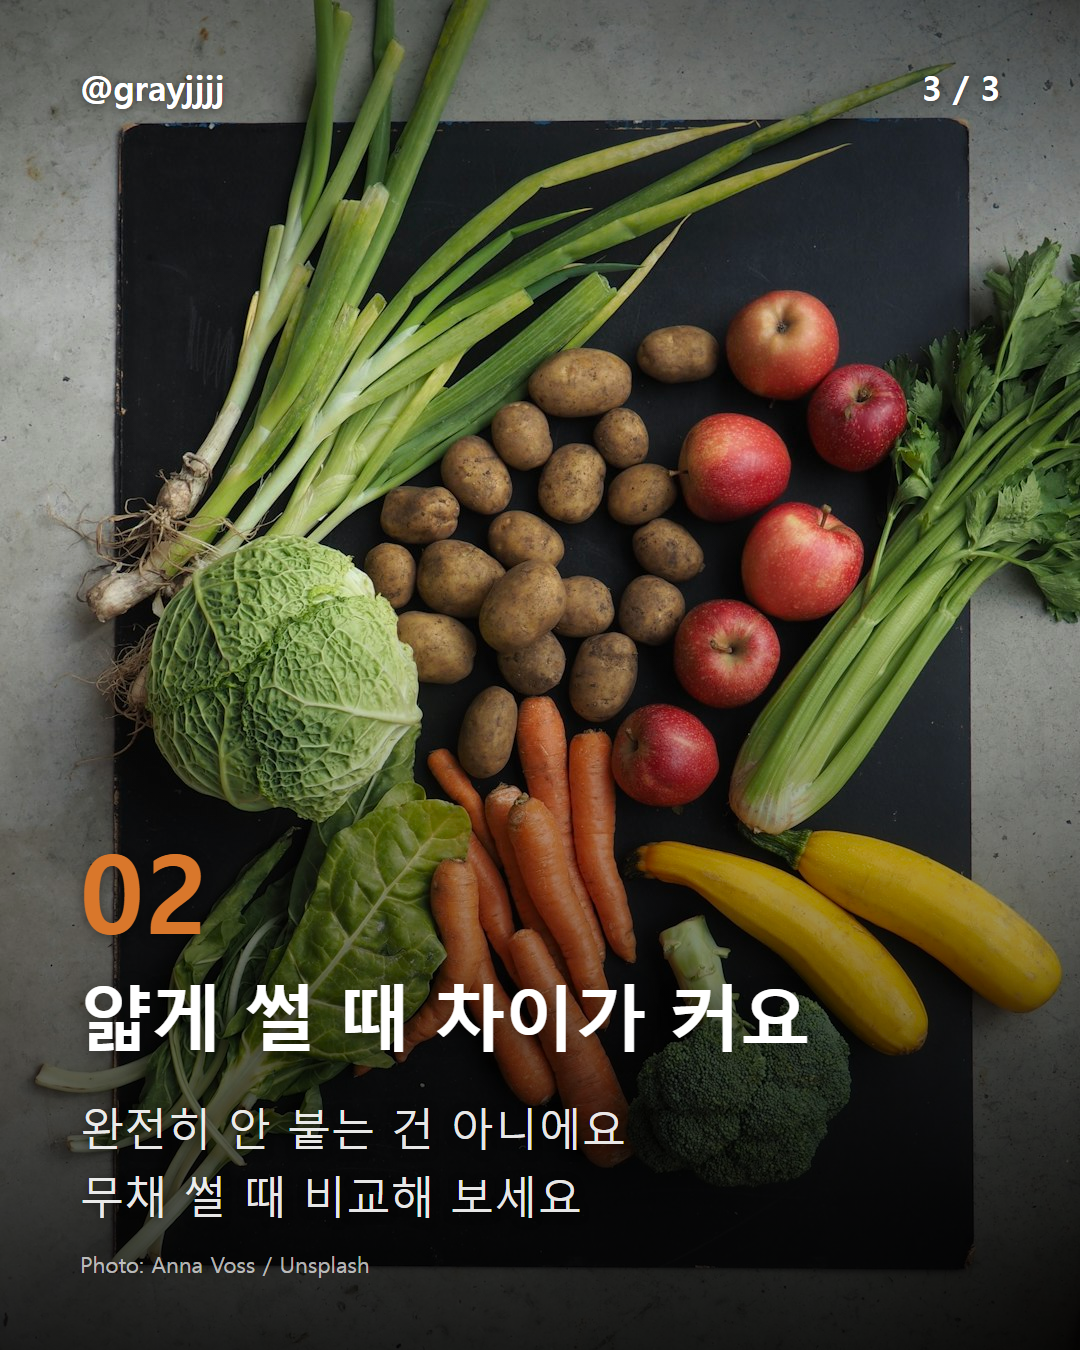 @grayjjjj
3 / 3
02
얇게 썰 때 차이가 커요
완전히 안 붙는 건 아니에요
무채 썰 때 비교해 보세요
Photo: Anna Voss / Unsplash